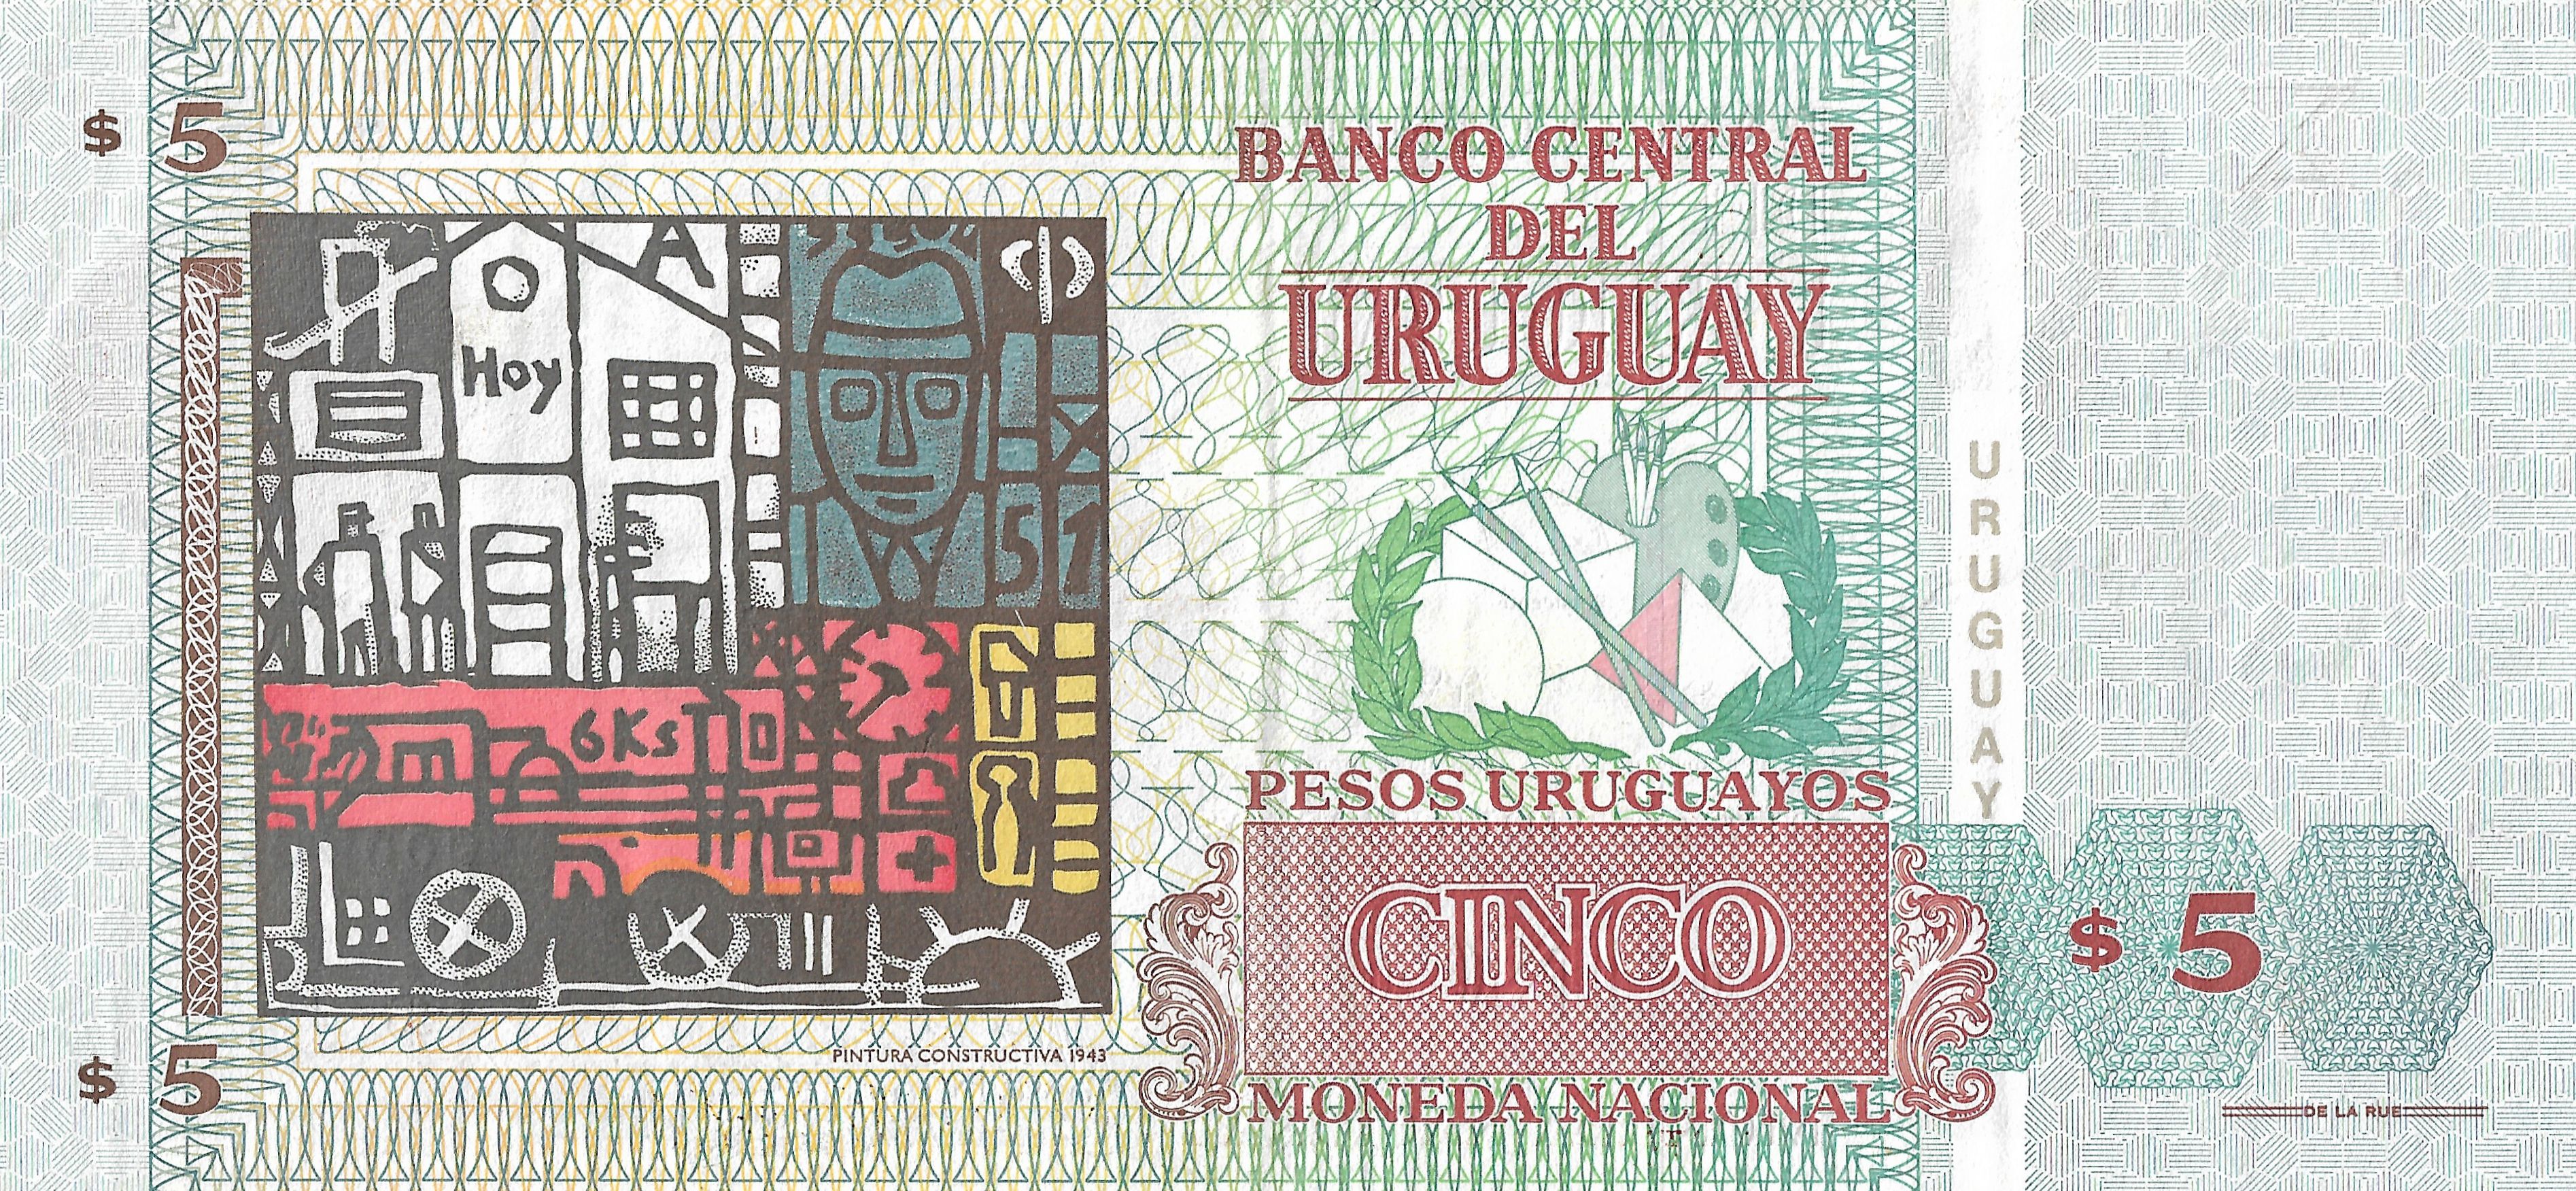 $ 5
BANCO CENTRAL
DEL
URUGUAY
A
Hoy
51
6Ks
URUGUAY
PESOS URUGUAYOS
CINCO
$ 5
PINTURA CONSTRUCTIVA 1943
$ 5
MONEDA NACIONAL
DE LA RUE